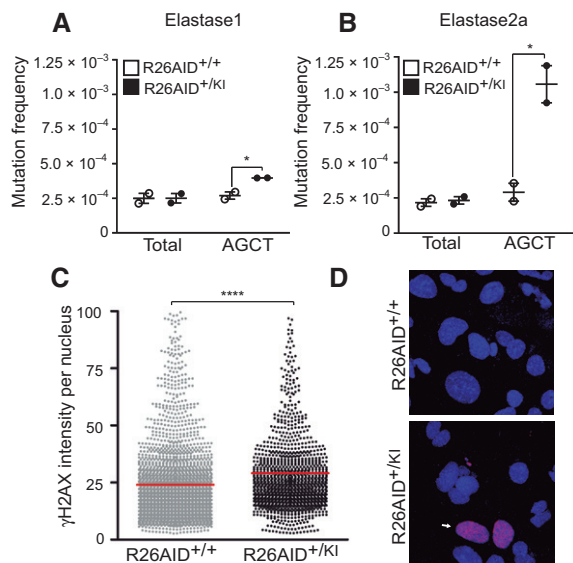 A
Elastase1
Mutation frequency
1.25 × 10⁻³
1.0 × 10⁻³
7.5 × 10⁻⁴
5.0 × 10⁻⁴
2.5 × 10⁻⁴
0
R26AID+/+
R26AID+/KI
*
Total
AGCT
B
Elastase2a
Mutation frequency
1.25 × 10⁻³
1.0 × 10⁻³
7.5 × 10⁻⁴
5.0 × 10⁻⁴
2.5 × 10⁻⁴
0
R26AID+/+
R26AID+/KI
*
Total
AGCT
C
γH2AX intensity per nucleus
100
75
50
25
0
****
R26AID+/+
R26AID+/KI
D
R26AID+/+
R26AID+/KI